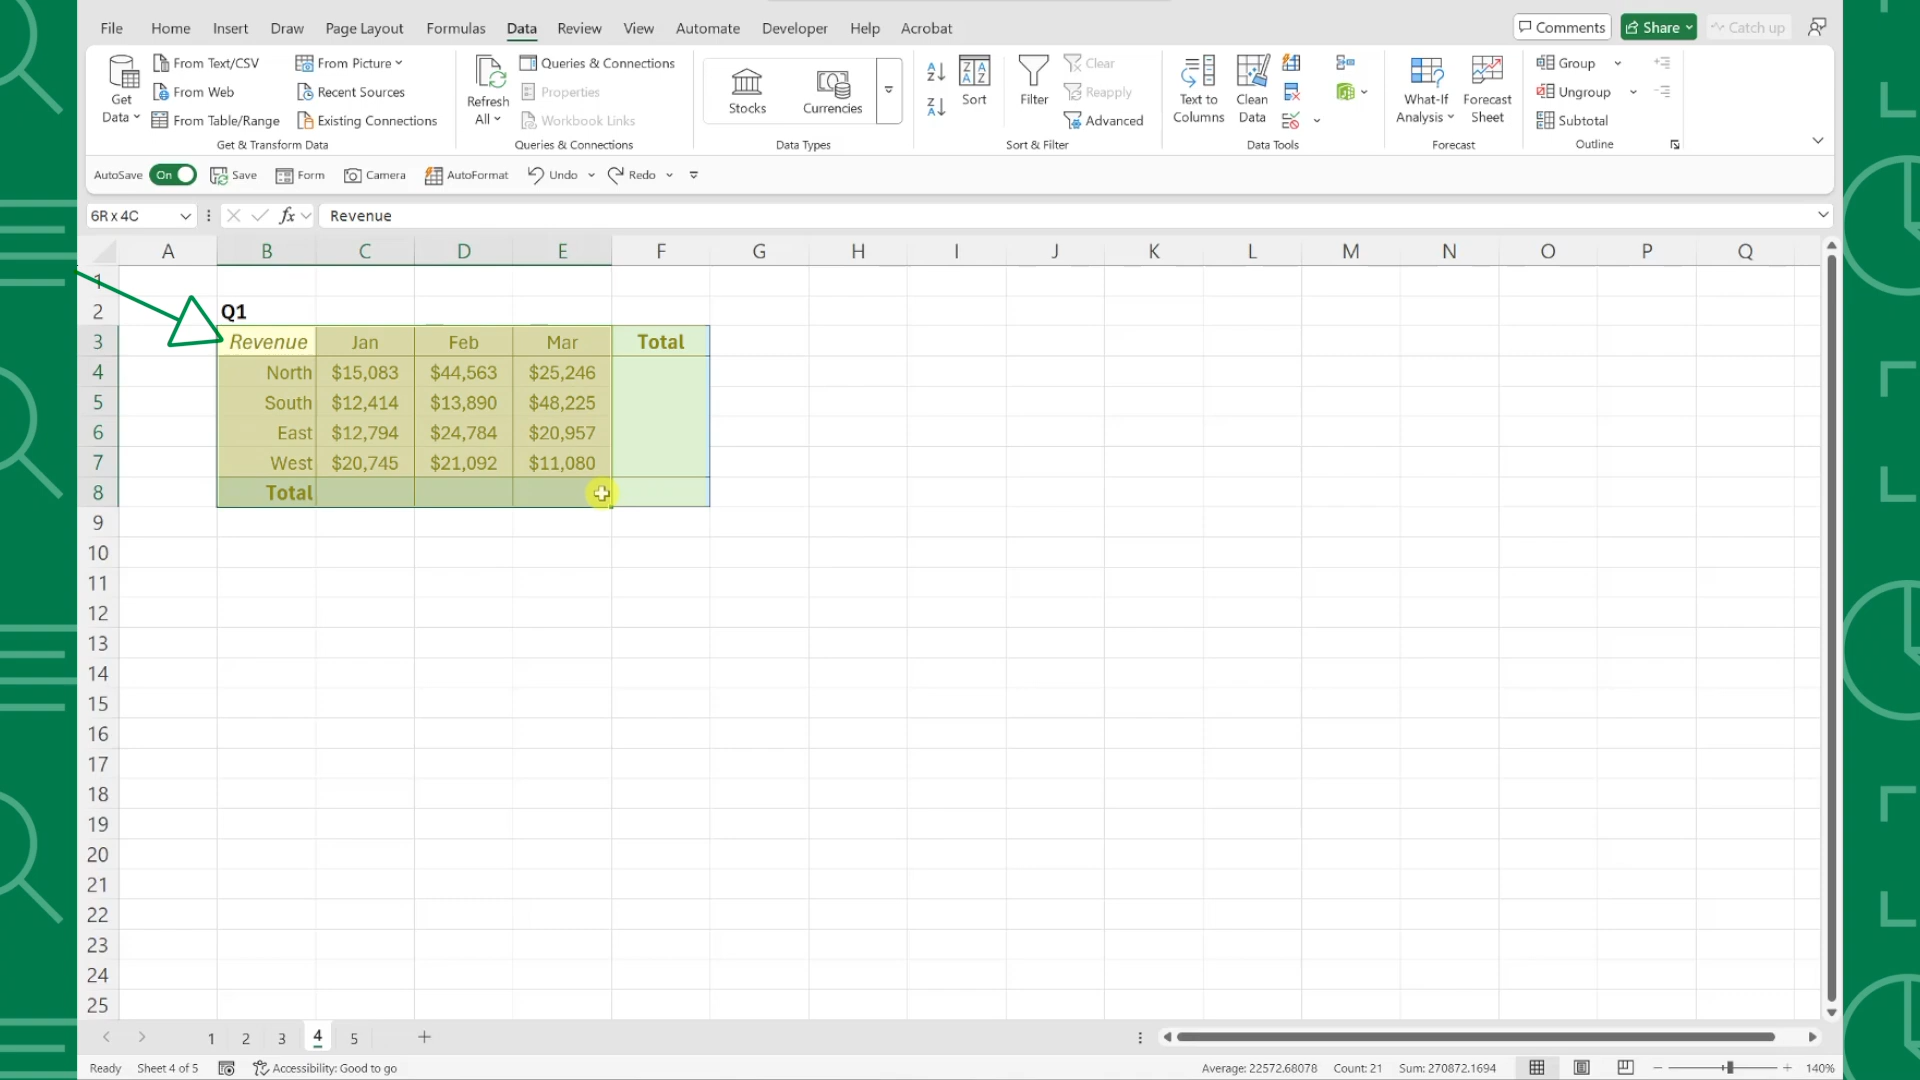 File Home Insert Draw Page Layout Formulas Data Review View Automate Developer Help Acrobat Comments Share Catch up
Get Data
From Text/CSV
From Web
From Table/Range
From Picture
Recent Sources
Existing Connections
Get & Transform Data
Refresh All
Queries & Connections
Properties
Workbook Links
Queries & Connections
Stocks
Currencies
Data Types
Sort
Filter
Clear
Reapply
Advanced
Sort & Filter
Text to Columns
Clean Data
Data Tools
What-If Analysis
Forecast Sheet
Forecast
Group
Ungroup
Subtotal
Outline
AutoSave On Save Form Camera AutoFormat Undo Redo
6R x 4C fx Revenue
A B C D E F G H I J K L M N O P Q
1
2 Q1
3 Revenue Jan Feb Mar Total
4 North $15,083 $44,563 $25,246
5 South $12,414 $13,890 $48,225
6 East $12,794 $24,784 $20,957
7 West $20,745 $21,092 $11,080
8 Total
9
10
11
12
13
14
15
16
17
18
19
20
21
22
23
24
25
1 2 3 4 5
Ready Sheet 4 of 5 Accessibility: Good to go Average: 22572.68078 Count: 21 Sum: 270872.1694 140%